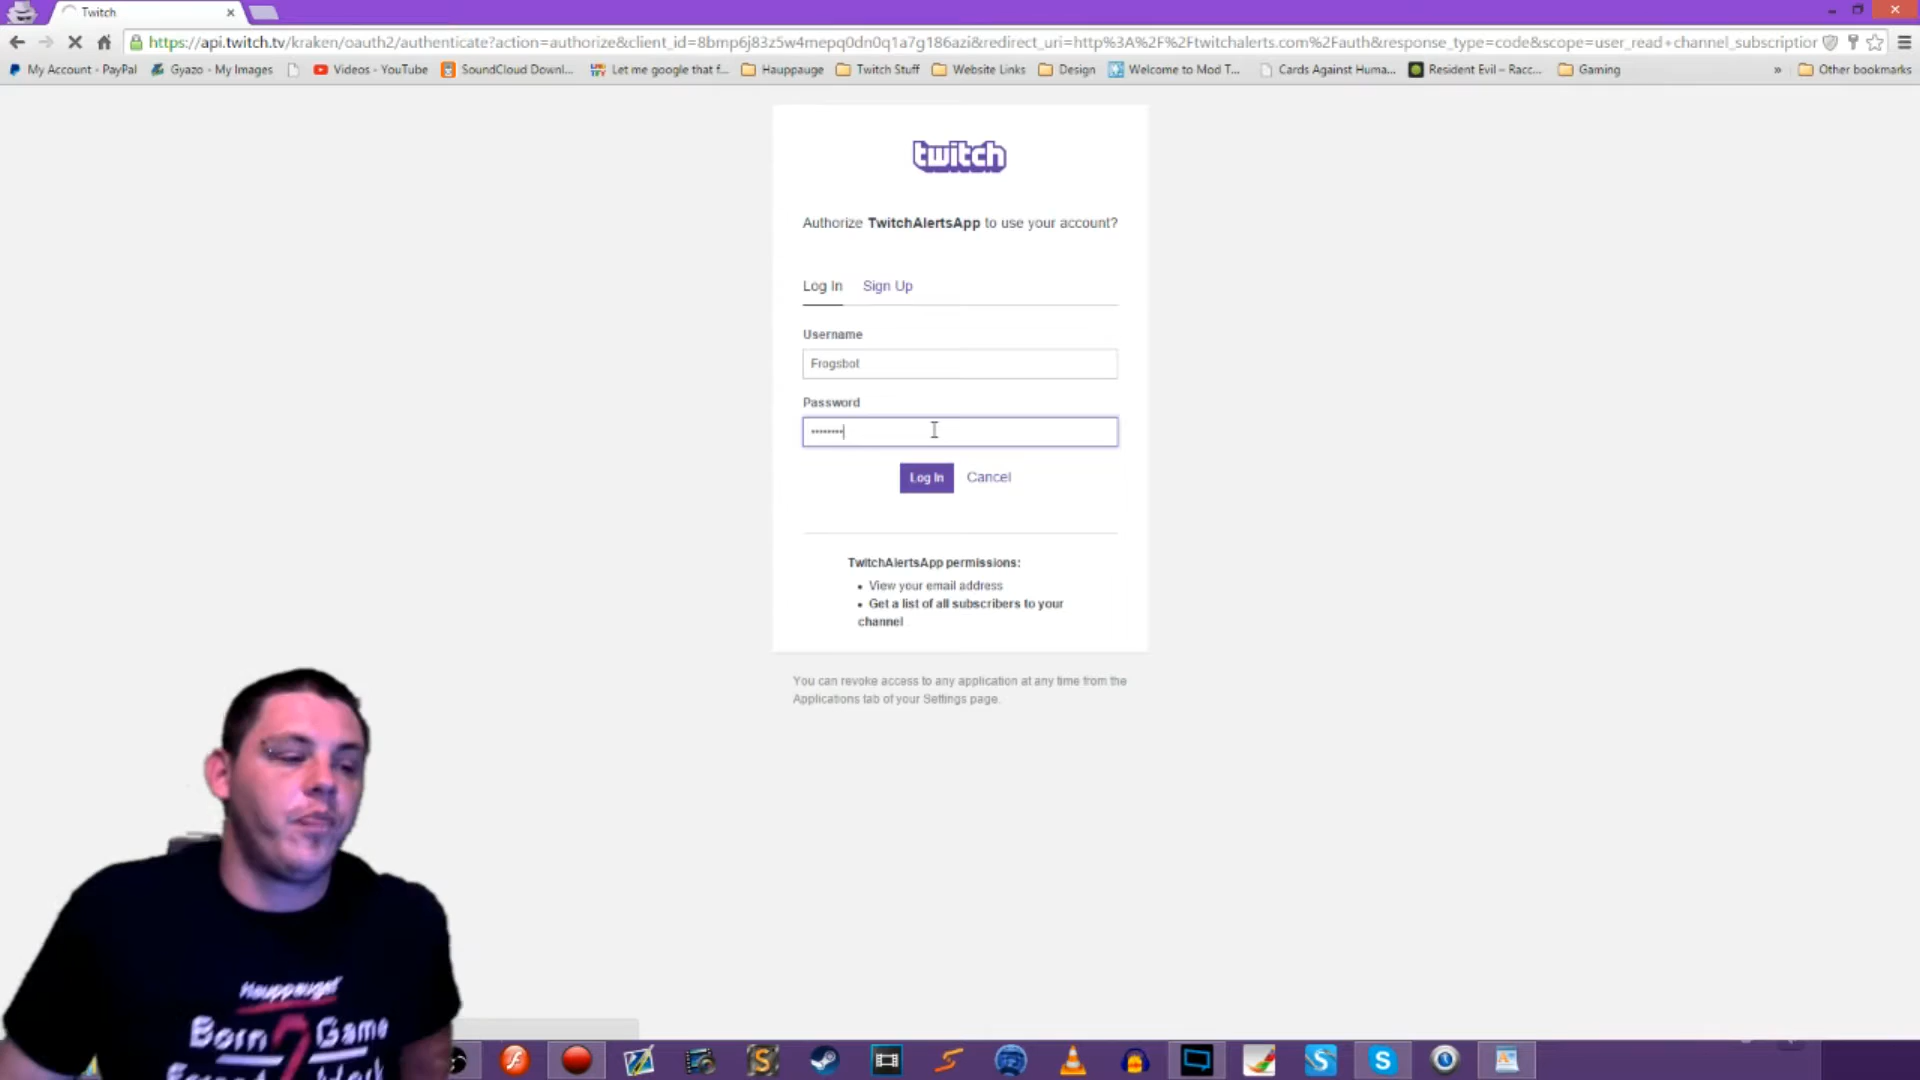 Twitch
https://api.twitch.tv/kraken/oauth2/authenticate?action=authorize&client_id=8bmp6j83z5w4mepq0dn0q1a7g186azi&redirect_uri=http%3A%2F%2Ftwitchalerts.com%2Fauth&response_type=code&scope=user_read+channel_subscription
My Account - PayPal Gyazo - My Images Videos - YouTube SoundCloud Downl... Let me google that f... Hauppauge Twitch Stuff Website Links Design Welcome to Mod T... Cards Against Huma... Resident Evil – Racc... Gaming » Other bookmarks
twitch
Authorize TwitchAlertsApp to use your account?
Log In Sign Up
Username
Frogsbot
Password
Log In Cancel
TwitchAlertsApp permissions:
• View your email address
• Get a list of all subscribers to your
channel
You can revoke access to any application at any time from the
Applications tab of your Settings page.
Hauppauge
Born 2 Game